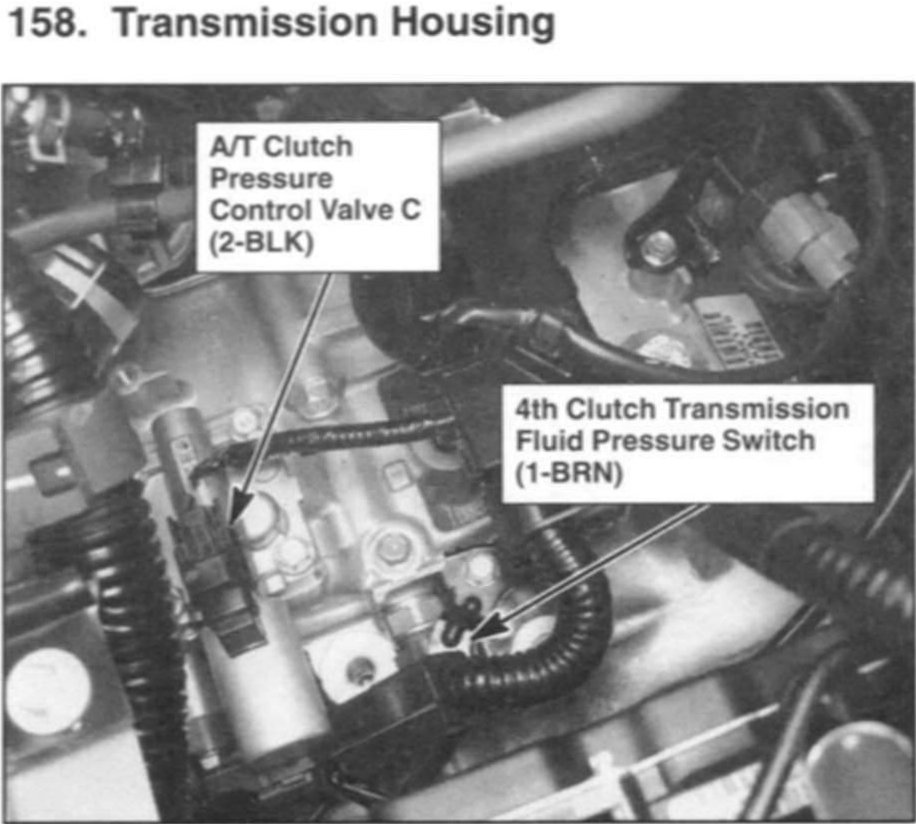 158. Transmission Housing
A/T Clutch
Pressure
Control Valve C
(2-BLK)
4th Clutch Transmission
Fluid Pressure Switch
(1-BRN)